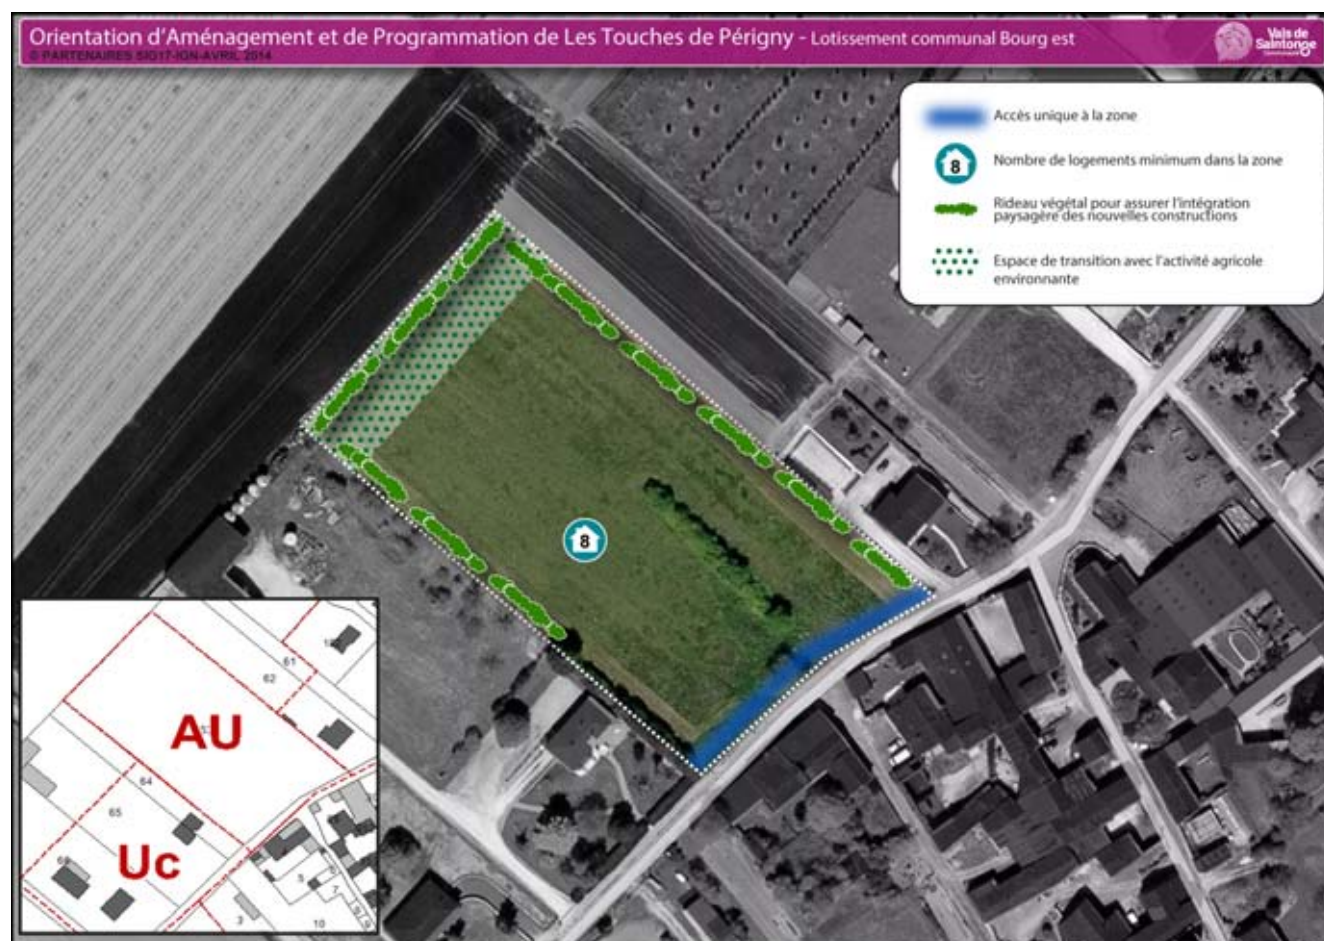 Orientation d'Aménagement et de Programmation de Les Touches de Périgny - Lotissement communal Bourg est
© PARTENAIRES SIG17-IGN-AVRIL 2014
Vals de
Saintonge
Accès unique à la zone
8
Nombre de logements minimum dans la zone
Rideau végétal pour assurer l'intégration
paysagère des nouvelles constructions
Espace de transition avec l'activité agricole
environnante
8
61
62
AU
64
65
Uc
5
7
3
10